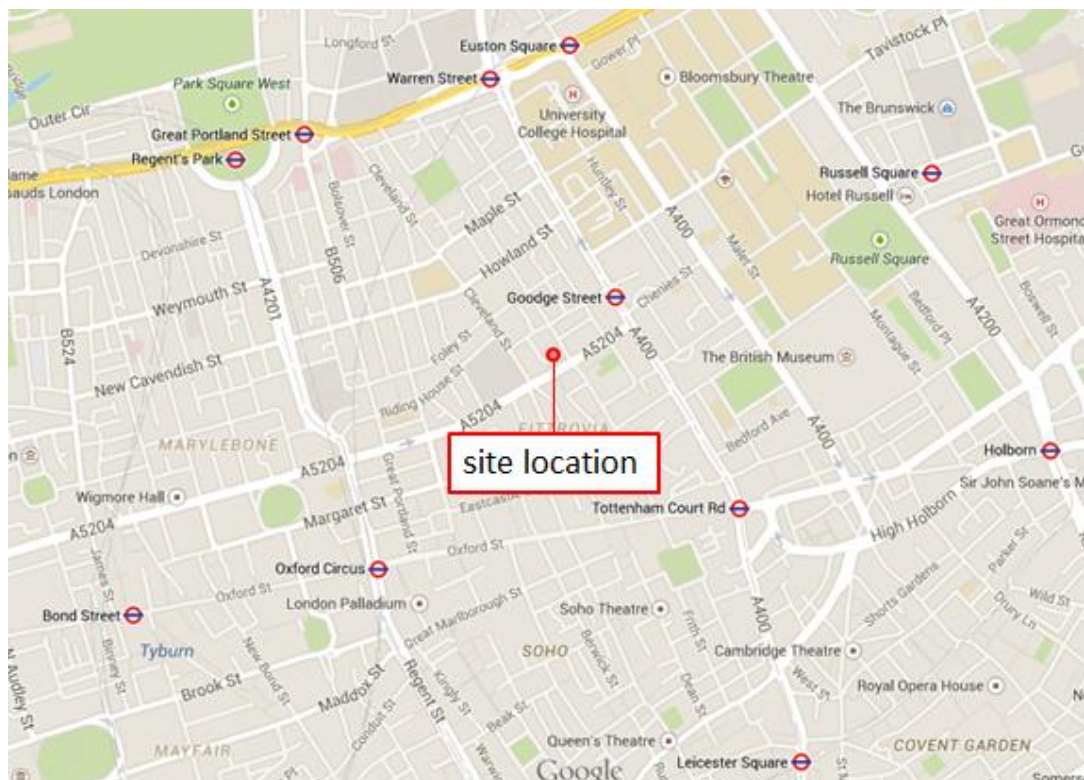 Longford St
Euston Square
Gower Pl
Tavistock Pl
Warren Street
Bloomsbury Theatre
Park Square West
The Brunswick
Outer Cir
University
College Hospital
Great Portland Street
Regent's Park
Russell Square
Hotel Russell
Great Ormond
Street Hospital
sauds London
Cleveland St
Bolsover St
Huntley St
Maple St
A400
Devonshire St
B506
Howland St
Malet St
Russell Square
Weymouth St
A4201
Goodge Street
Chenies St
Bedford Pl
A4200
Boswell St
B524
Cleveland St
Foley St
A5204
A400
Montague St
The British Museum
New Cavendish St
Riding House St
A5204
FITZROVIA
Bedford Ave
A400
MARYLEBONE
site location
Holborn
A5204
Great Portland St
Sir John Soane's M
Wigmore Hall
Margaret St
Eastcastle
Tottenham Court Rd
High Holborn
A5204
James St
Oxford St
Oxford Circus
Parker St
Bond Street
Oxford St
London Palladium
Great Marlborough St
Soho Theatre
A400
Shorts Gardens
Drury Ln
Wild St
Tyburn
Binney St
New Bond St
SOHO
Berwick St
Frith St
Cambridge Theatre
N Audley St
Brook St
Maddox St
Regent St
Kingly St
Dean St
West St
Royal Opera House
Conduit St
Beak St
MAYFAIR
Queen's Theatre
COVENT GARDEN
Google
Leicester Square
St M
Somers